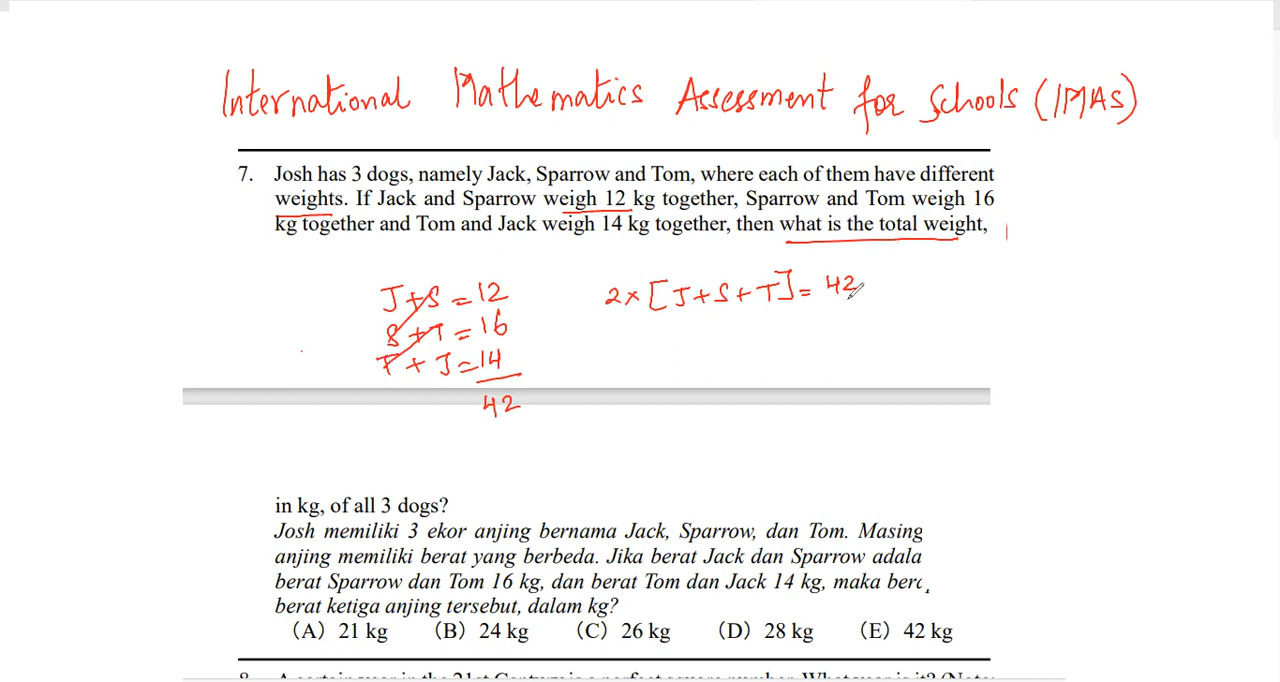 International Mathematics Assessment for Schools (IMAS)
7. Josh has 3 dogs, namely Jack, Sparrow and Tom, where each of them have different
weights. If Jack and Sparrow weigh 12 kg together, Sparrow and Tom weigh 16
kg together and Tom and Jack weigh 14 kg together, then what is the total weight,
J+S = 12
S+T = 16
T + J = 14
42
2× [J+S+T] = 42
in kg, of all 3 dogs?
Josh memiliki 3 ekor anjing bernama Jack, Sparrow, dan Tom. Masing
anjing memiliki berat yang berbeda. Jika berat Jack dan Sparrow adala
berat Sparrow dan Tom 16 kg, dan berat Tom dan Jack 14 kg, maka
berat ketiga anjing tersebut, dalam kg?
(A) 21 kg (B) 24 kg (C) 26 kg (D) 28 kg (E) 42 kg